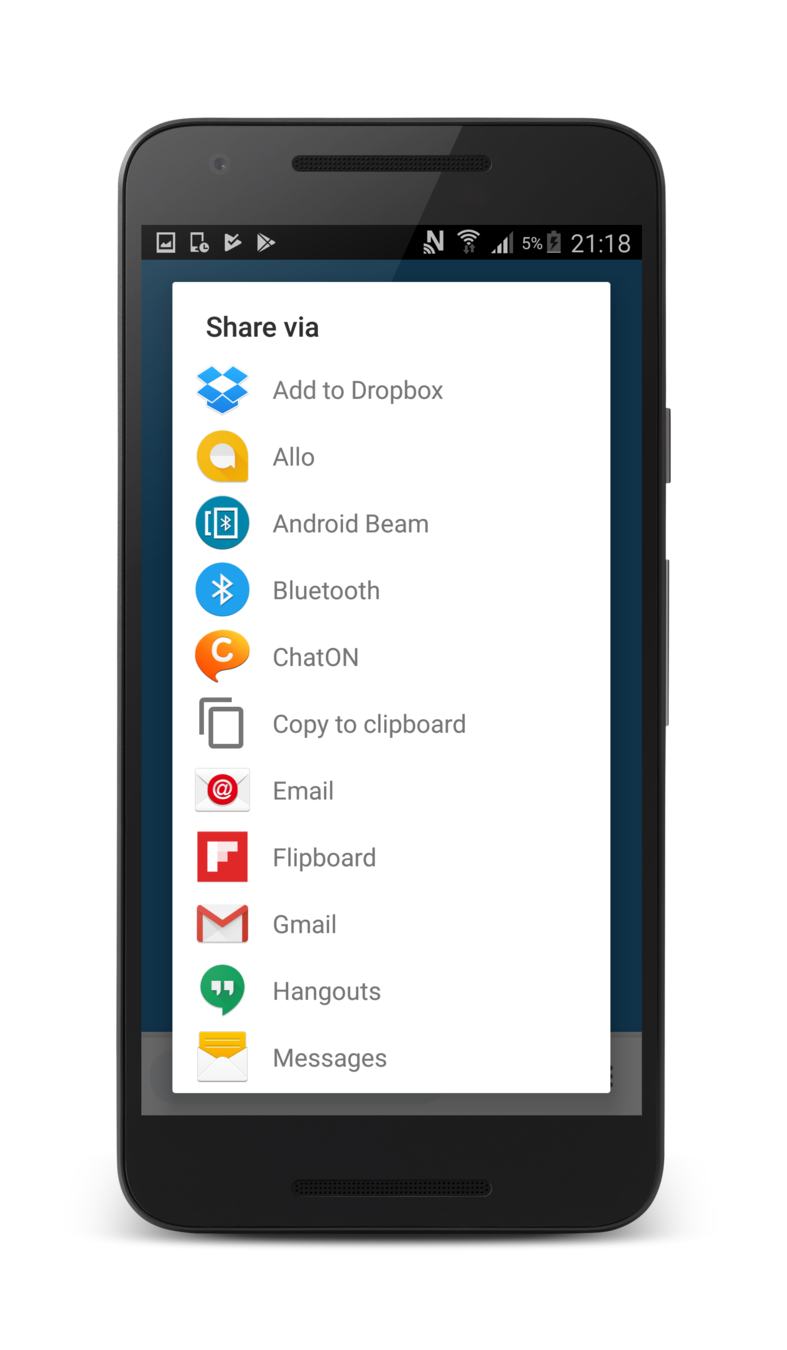 5% 21:18
Share via
Add to Dropbox
Allo
Android Beam
Bluetooth
C ChatON
Copy to clipboard
@ Email
Flipboard
Gmail
Hangouts
Messages